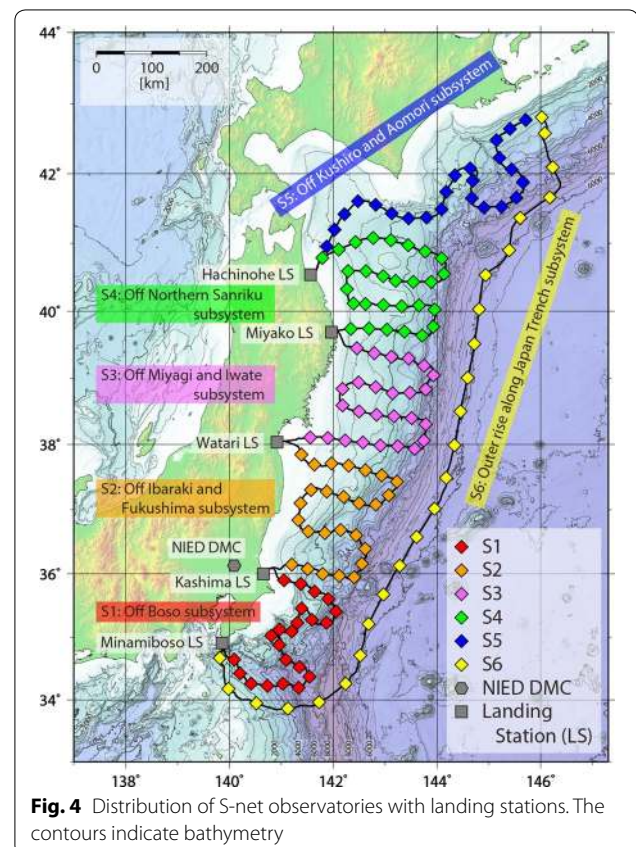 44°
42°
40°
38°
36°
34°
138°
140°
142°
144°
146°
0 100 200
[km]
S5: Off Kushiro and Aomori subsystem
Hachinohe LS
S4: Off Northern Sanriku
subsystem
Miyako LS
S3: Off Miyagi and Iwate
subsystem
Watari LS
S2: Off Ibaraki and
Fukushima subsystem
NIED DMC
Kashima LS
S1: Off Boso subsystem
Minamiboso LS
S6: Outer rise along Japan Trench subsystem
S1
S2
S3
S4
S5
S6
NIED DMC
Landing
Station (LS)
Fig. 4 Distribution of S-net observatories with landing stations. The
contours indicate bathymetry